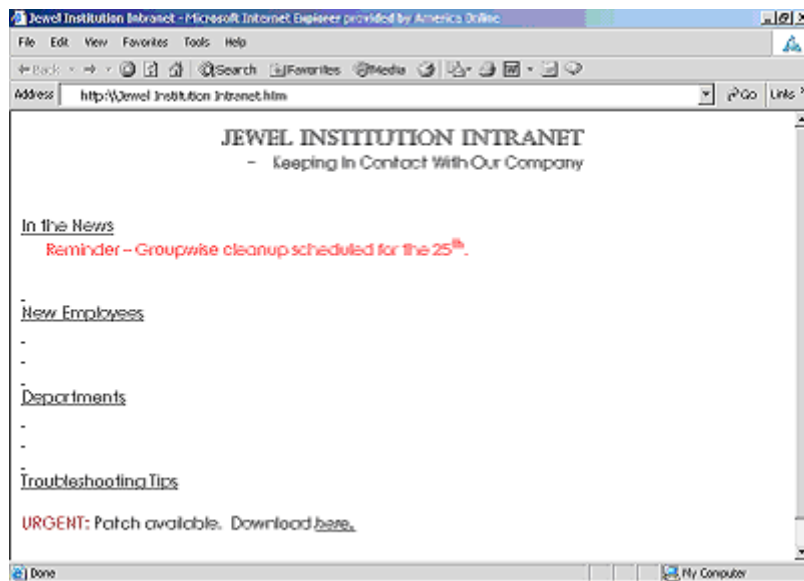 Jewel Institution Intranet - Microsoft Internet Explorer provided by America Online
File Edit View Favorites Tools Help
Back Search Favorites Media
Address http:\\Jewel Institution Intranet.htm Go Links
JEWEL INSTITUTION INTRANET
- Keeping In Contact With Our Company
In the News
Reminder – Groupwise cleanup scheduled for the 25th.
-
New Employees
-
-
-
Departments
-
-
-
Troubleshooting Tips
URGENT: Patch available. Download here.
Done My Computer